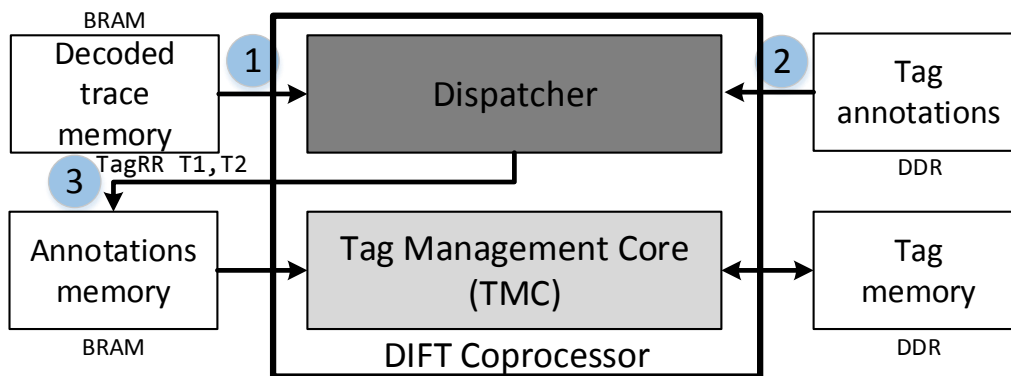 BRAM
Decoded
trace
memory
1
Dispatcher
2
Tag
annotations
DDR
3
TagRR T1,T2
Annotations
memory
BRAM
Tag Management Core
(TMC)
Tag
memory
DDR
DIFT Coprocessor